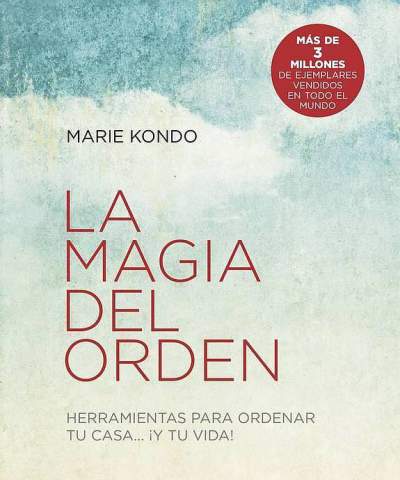 MÁS DE
3
MILLONES
DE EJEMPLARES
VENDIDOS
EN TODO EL
MUNDO
MARIE KONDO
LA
MAGIA
DEL
ORDEN
HERRAMIENTAS PARA ORDENAR
TU CASA... ¡Y TU VIDA!